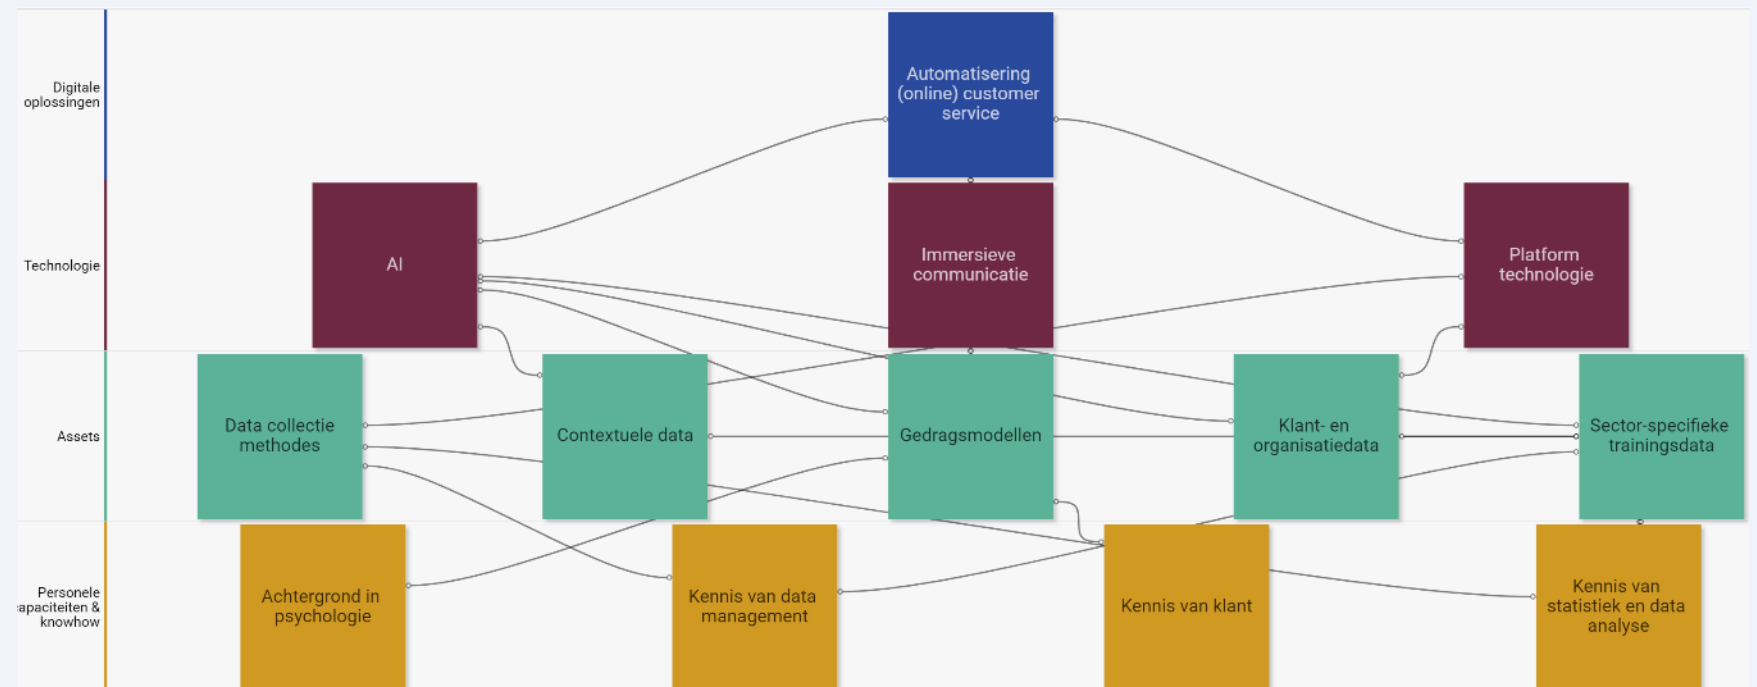 Digitale
oplossingen
Automatisering
(online) customer
service
Technologie
AI
Immersieve
communicatie
Platform
technologie
Assets
Data collectie
methodes
Contextuele data
Gedragsmodellen
Klant- en
organisatiedata
Sector-specifieke
trainingsdata
Personele
apaciteiten &
knowhow
Achtergrond in
psychologie
Kennis van data
management
Kennis van klant
Kennis van
statistiek en data
analyse